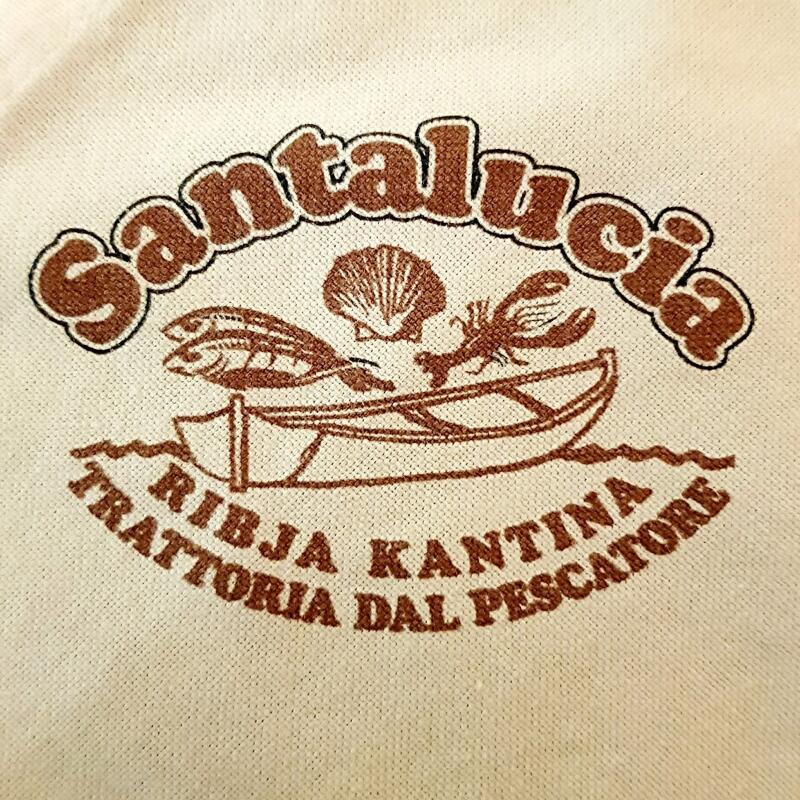 Santalucia
RIBJA KANTINA
TRATTORIA DAL PESCATORE